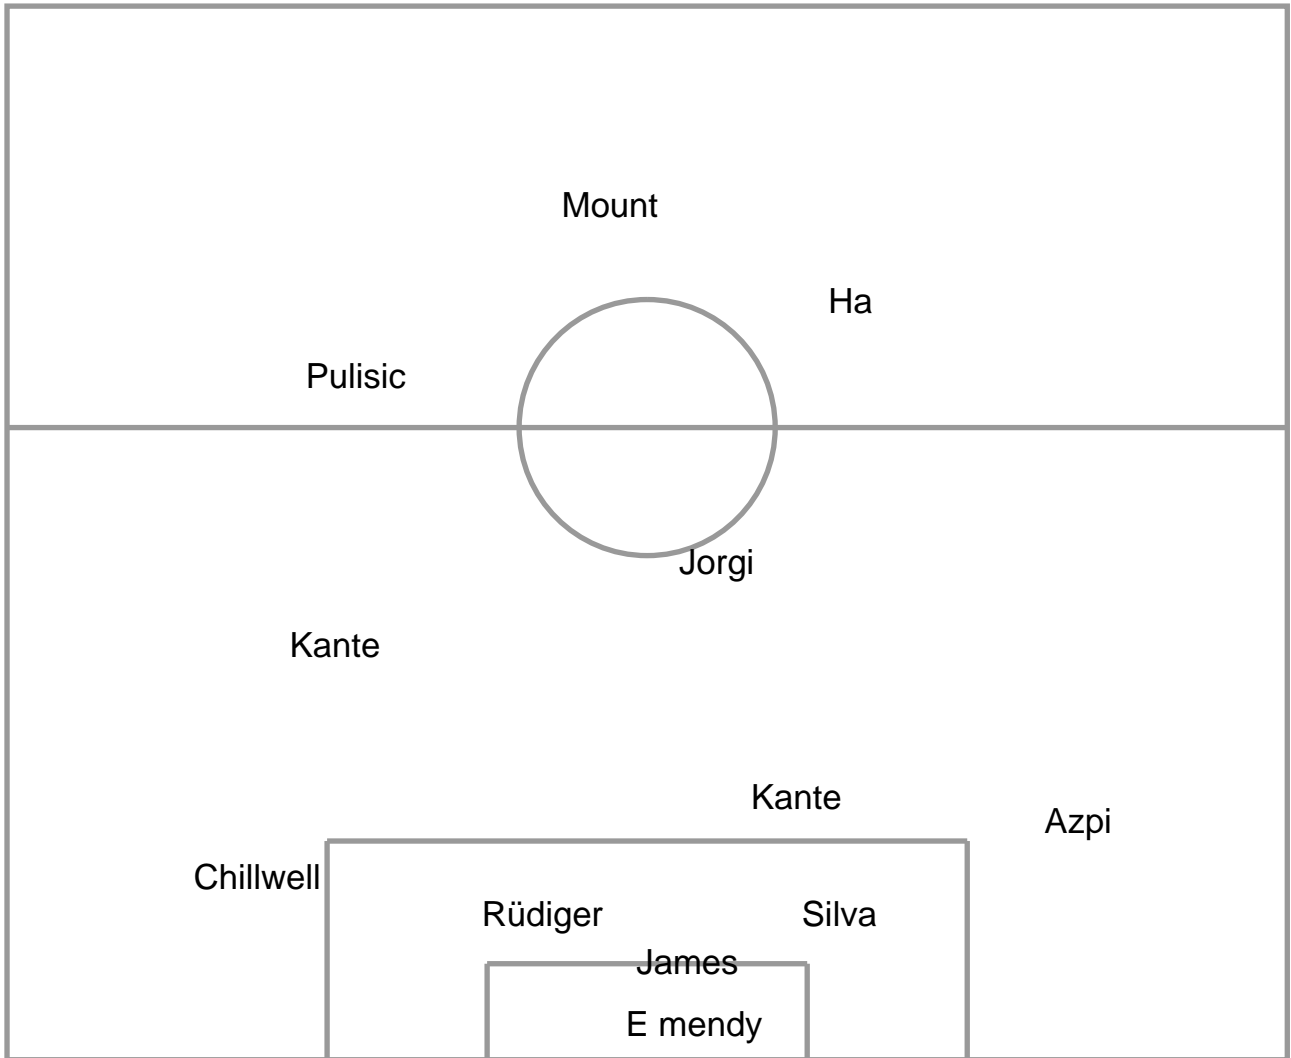 Mount
Ha
Pulisic
Jorgi
Kante
Kante
Azpi
Chillwell
Rüdiger
Silva
James
E mendy